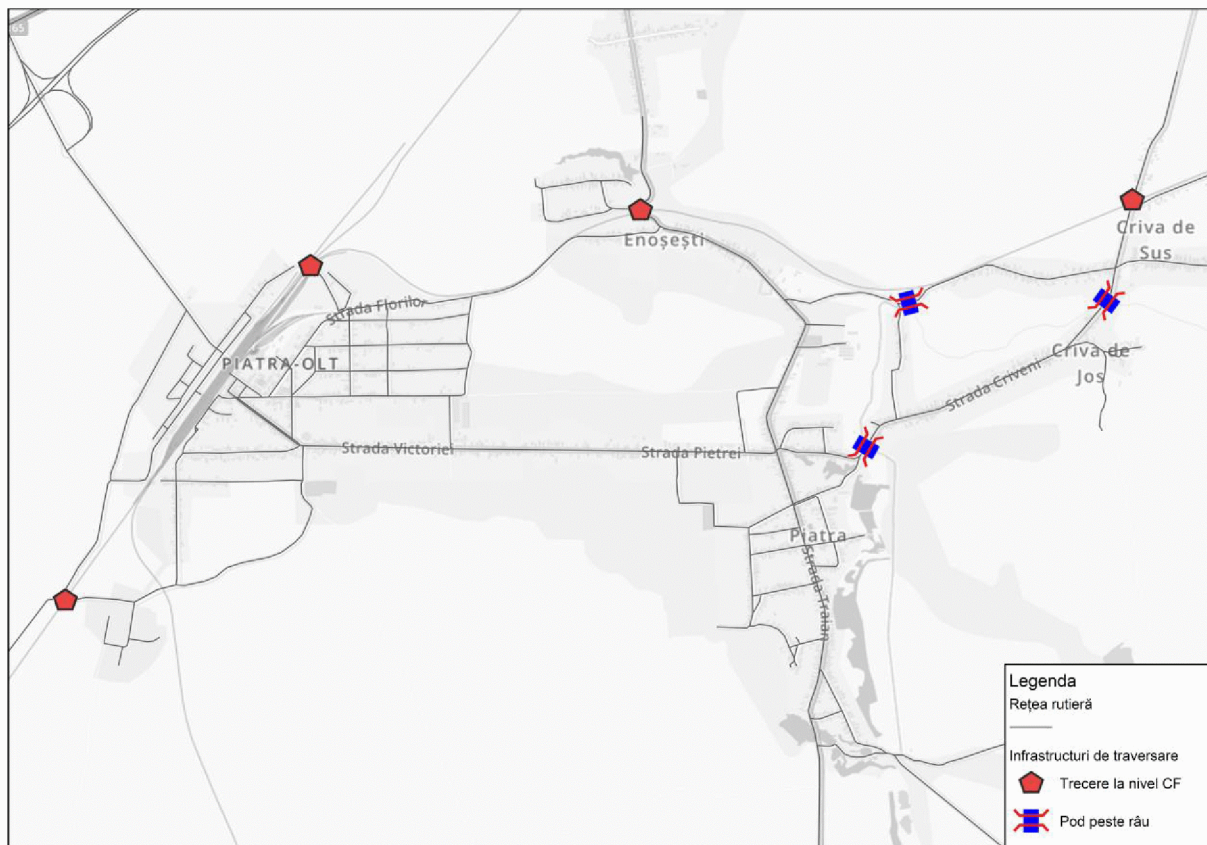 65
Enoșești
Criva de
Sus
Strada Florilor
PIATRA-OLT
Criva de
Jos
Strada Criveni
Strada Victoriei
Strada Pietrei
Piatra
Strada Traian
Legenda
Rețea rutieră
Infrastructuri de traversare
Trecere la nivel CF
Pod peste râu